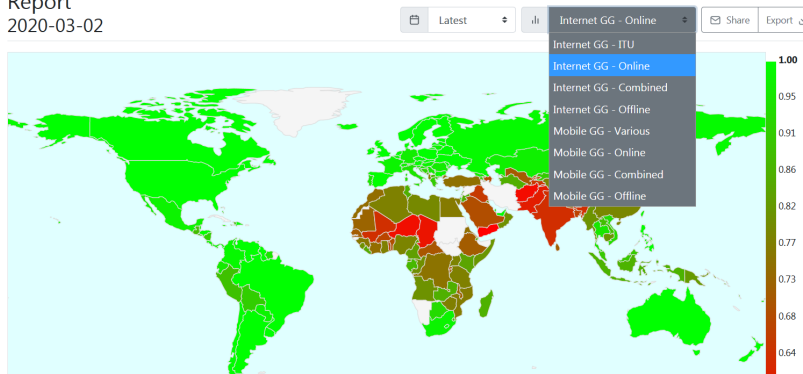 Report
2020-03-02
Latest
Internet GG - Online
Share
Export
Internet GG - ITU
Internet GG - Online
Internet GG - Combined
Internet GG - Offline
Mobile GG - Various
Mobile GG - Online
Mobile GG - Combined
Mobile GG - Offline
1.00
0.95
0.91
0.86
0.82
0.77
0.73
0.68
0.64